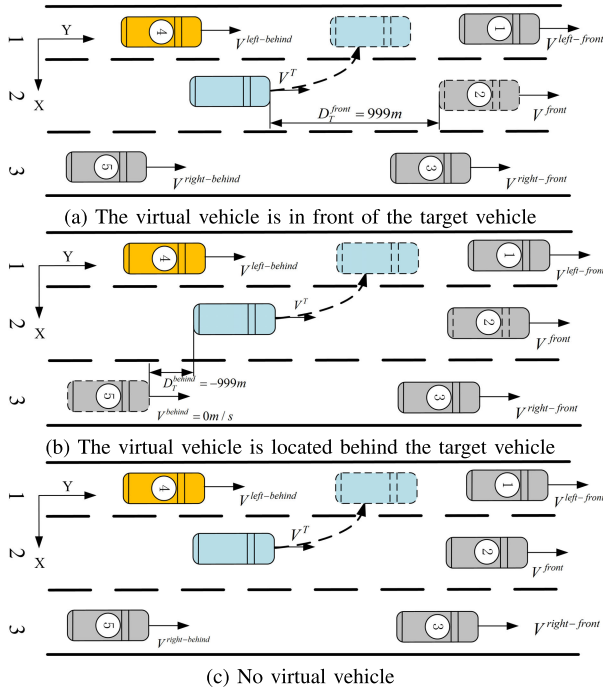 1
Y
X
4
V^{left-behind}
1
V^{left-front}
2
V^T
D_T^{front} = 999m
2
V^{front}
3
5
V^{right-behind}
3
V^{right-front}
(a) The virtual vehicle is in front of the target vehicle
1
Y
X
4
V^{left-behind}
1
V^{left-front}
2
V^T
2
V^{front}
3
5
D_T^{behind} = -999m
V^{behind} = 0m / s
3
V^{right-front}
(b) The virtual vehicle is located behind the target vehicle
1
Y
X
4
V^{left-behind}
1
V^{left-front}
2
V^T
2
V^{front}
3
5
V^{right-behind}
3
V^{right-front}
(c) No virtual vehicle